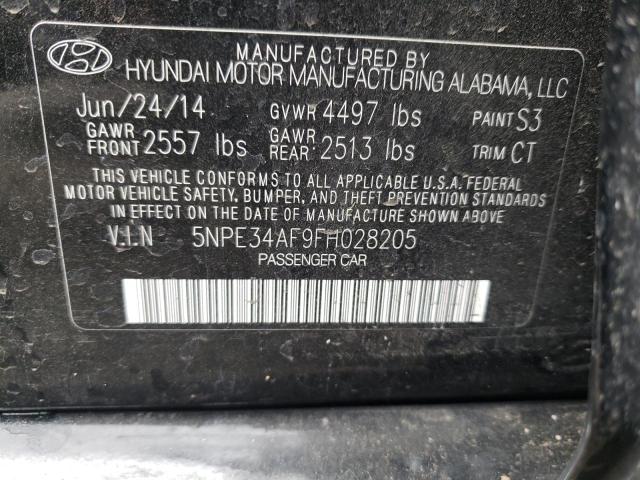 MANUFACTURED BY
HYUNDAI MOTOR MANUFACTURING ALABAMA, LLC
Jun/24/14 GVWR 4497 lbs PAINT S3
GAWR FRONT 2557 lbs GAWR REAR: 2513 lbs TRIM CT
THIS VEHICLE CONFORMS TO ALL APPLICABLE U.S.A. FEDERAL
MOTOR VEHICLE SAFETY, BUMPER, AND THEFT PREVENTION STANDARDS
IN EFFECT ON THE DATE OF MANUFACTURE SHOWN ABOVE
V.I.N 5NPE34AF9FH028205
PASSENGER CAR